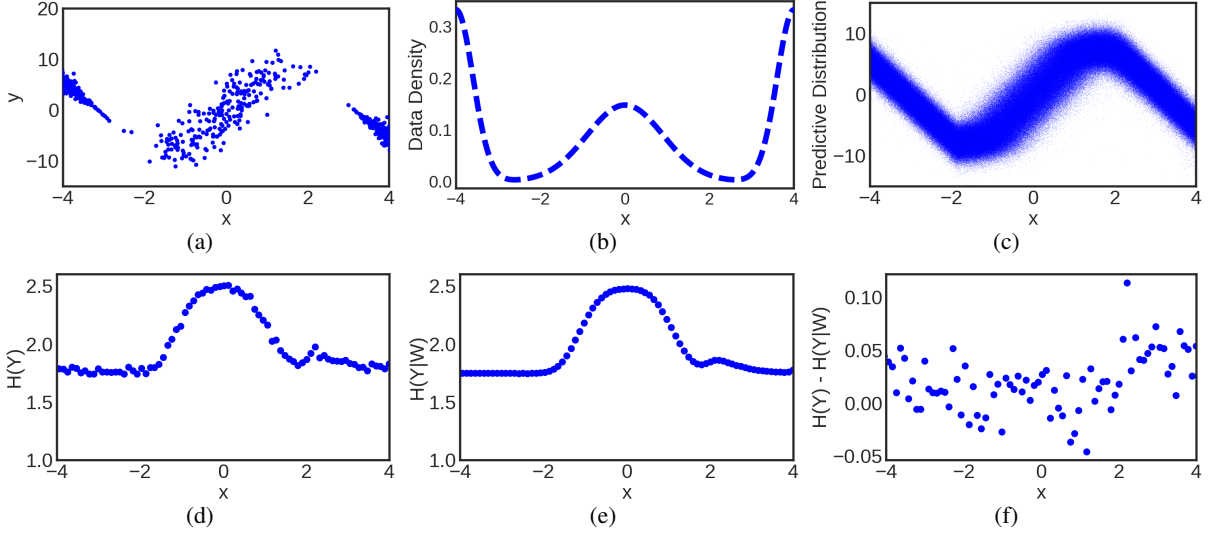 20
10
0
−10
y
−4
−2
0
2
4
x
(a)
0.3
0.2
0.1
0.0
Data Density
−4
−2
0
2
4
x
(b)
10
0
−10
Predictive Distribution
−4
−2
0
2
4
x
(c)
2.5
2.0
1.5
1.0
H(Y)
−4
−2
0
2
4
x
(d)
2.5
2.0
1.5
1.0
H(Y|W)
−4
−2
0
2
4
x
(e)
0.10
0.05
0.00
−0.05
H(Y) - H(Y|W)
−4
−2
0
2
4
x
(f)